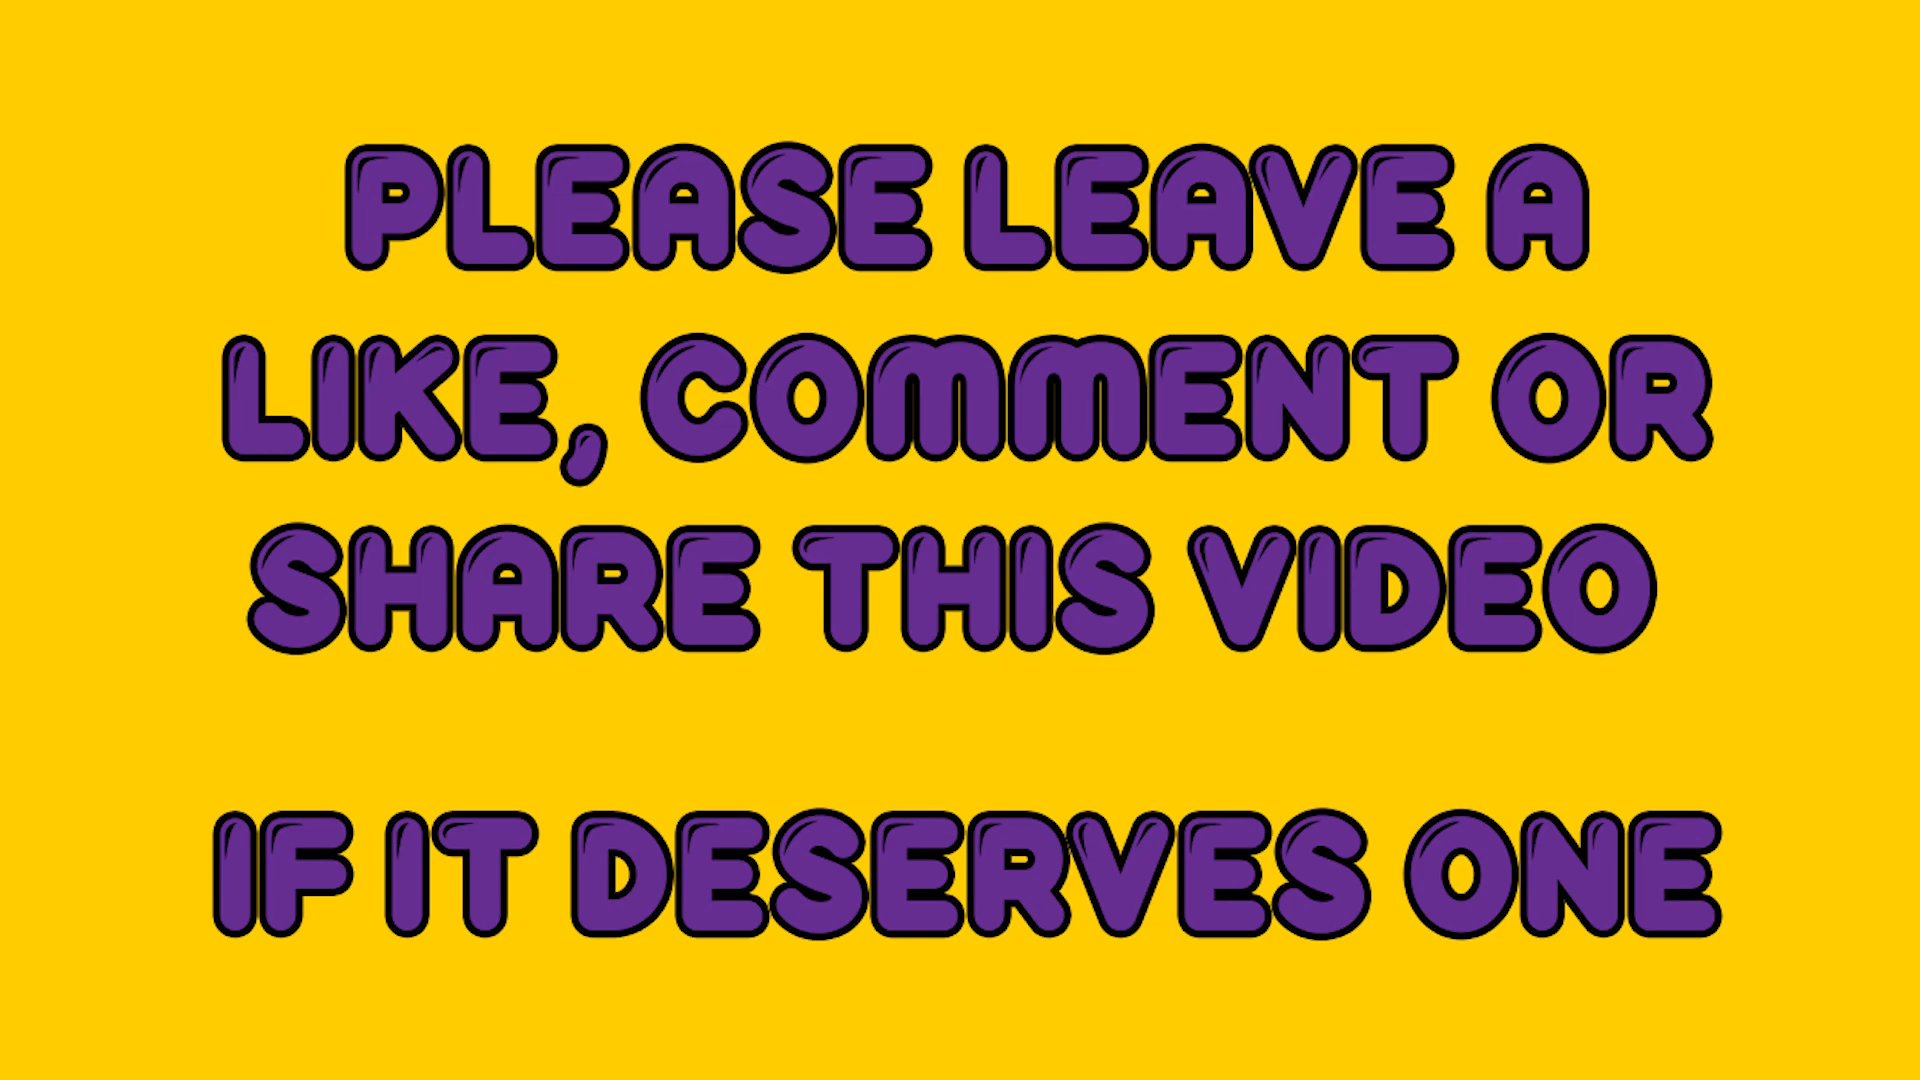 PLEASE LEAVE A
LIKE, COMMENT OR
SHARE THIS VIDEO
IF IT DESERVES ONE